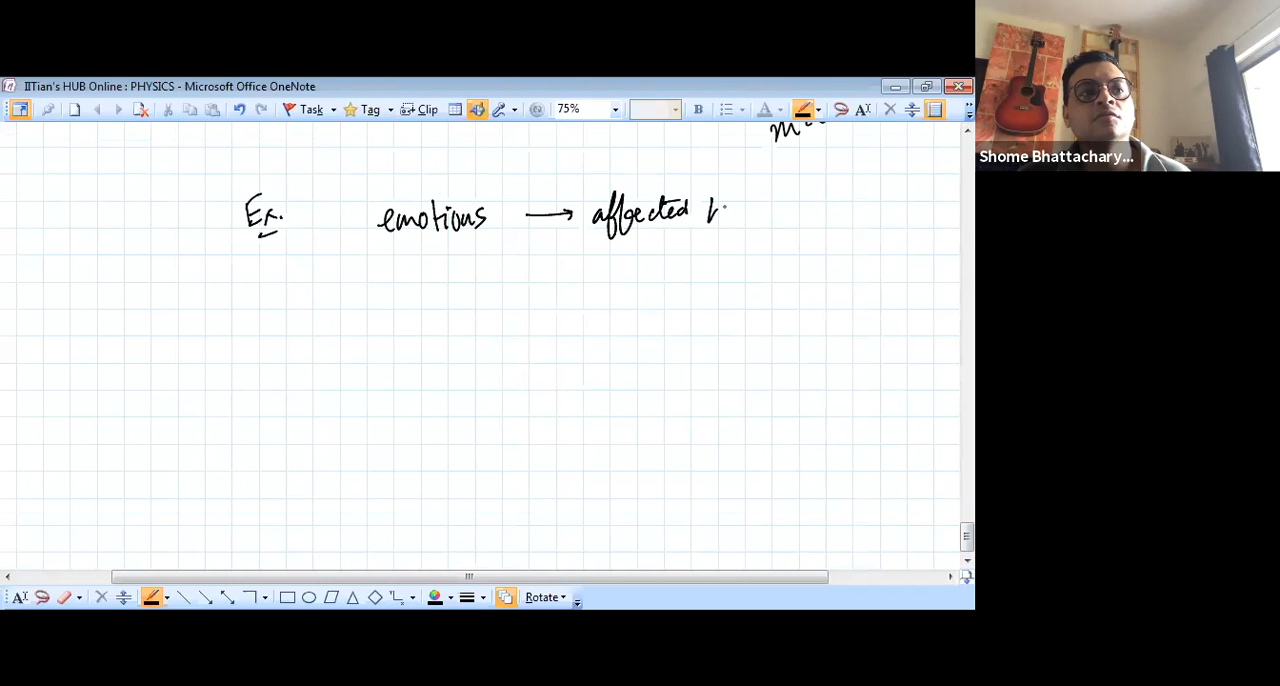 IITian's HUB Online : PHYSICS - Microsoft Office OneNote
Task Tag Clip 75% B A
Ex. emotions → affected
Shome Bhattachary...
A Rotate